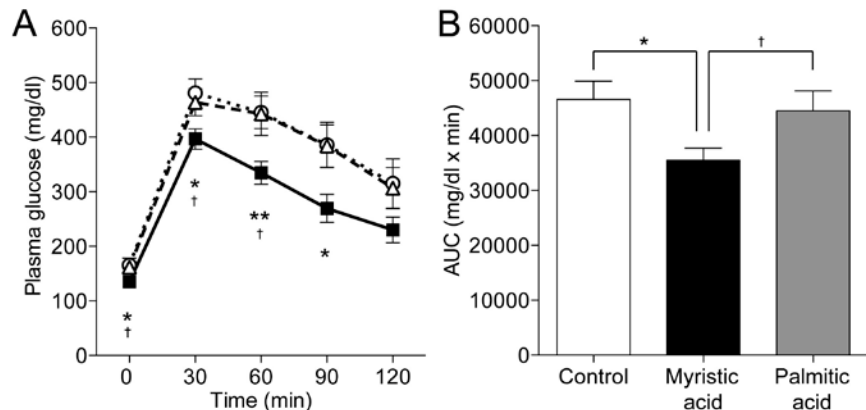 A
Plasma glucose (mg/dl)
600
500
400
300
200
100
0
*
†
*
†
**
†
*
0 30 60 90 120
Time (min)
B
AUC (mg/dl x min)
60000
50000
40000
30000
20000
10000
0
*
†
Control
Myristic
acid
Palmitic
acid